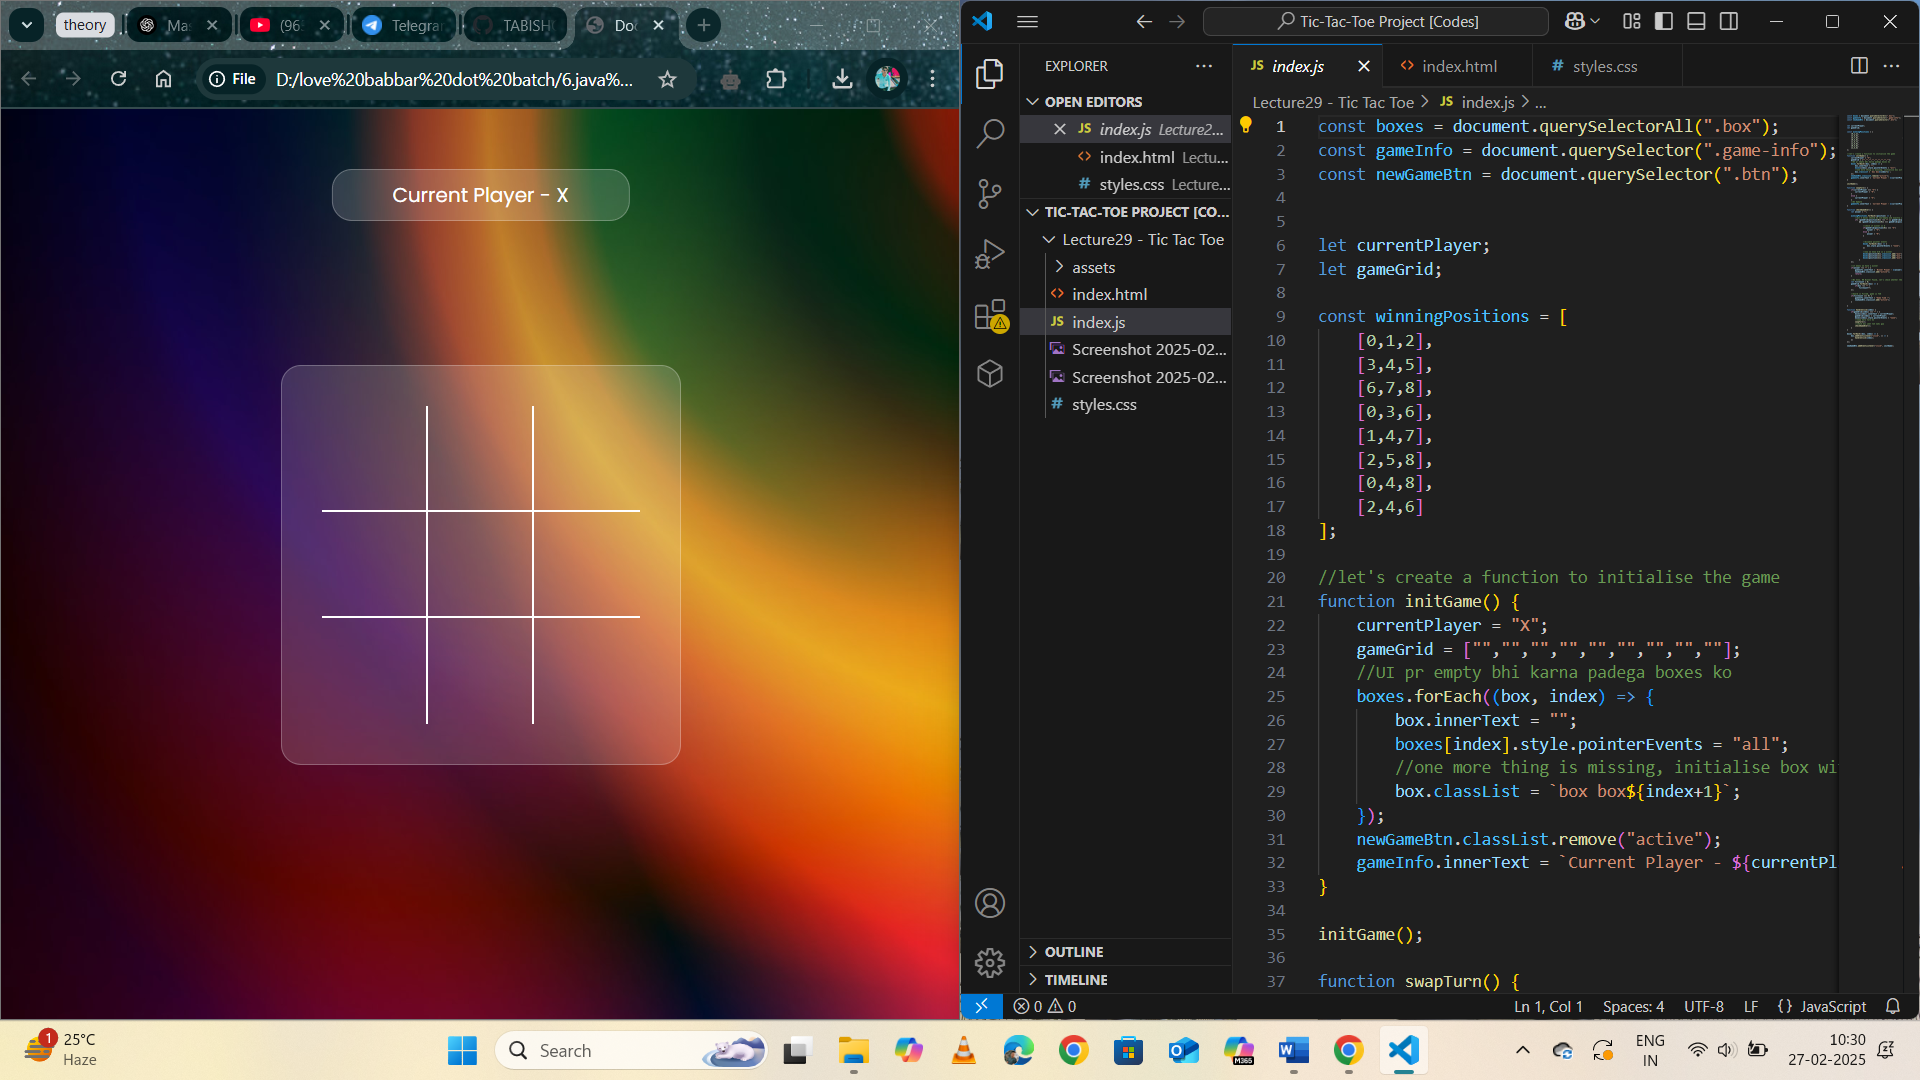 theory
Mas
(96
Telegrar
TABISH
Do
File
D:/love%20babbar%20dot%20batch/6.java%...
Current Player - X
Tic-Tac-Toe Project [Codes]
EXPLORER
OPEN EDITORS
index.js Lecture2...
index.html Lectu...
styles.css Lecture...
TIC-TAC-TOE PROJECT [CO...
Lecture29 - Tic Tac Toe
assets
index.html
JS index.js
Screenshot 2025-02...
Screenshot 2025-02...
# styles.css
OUTLINE
TIMELINE
JS index.js
index.html
# styles.css
Lecture29 - Tic Tac Toe > JS index.js > ...
1 const boxes = document.querySelectorAll(".box");
2 const gameInfo = document.querySelector(".game-info");
3 const newGameBtn = document.querySelector(".btn");
4
5
6 let currentPlayer;
7 let gameGrid;
8
9 const winningPositions = [
10 [0,1,2],
11 [3,4,5],
12 [6,7,8],
13 [0,3,6],
14 [1,4,7],
15 [2,5,8],
16 [0,4,8],
17 [2,4,6]
18 ];
19
20 //let's create a function to initialise the game
21 function initGame() {
22 currentPlayer = "X";
23 gameGrid = ["","","","","","","","",""];
24 //UI pr empty bhi karna padega boxes ko
25 boxes.forEach((box, index) => {
26 box.innerText = "";
27 boxes[index].style.pointerEvents = "all";
28 //one more thing is missing, initialise box wi
29 box.classList = `box box${index+1}`;
30 });
31 newGameBtn.classList.remove("active");
32 gameInfo.innerText = `Current Player - ${currentPl
33 }
34
35 initGame();
36
37 function swapTurn() {
0 0
Ln 1, Col 1
Spaces: 4
UTF-8
LF
{ } JavaScript
1
25°C
Haze
Search
M365
ENG
IN
10:30
27-02-2025